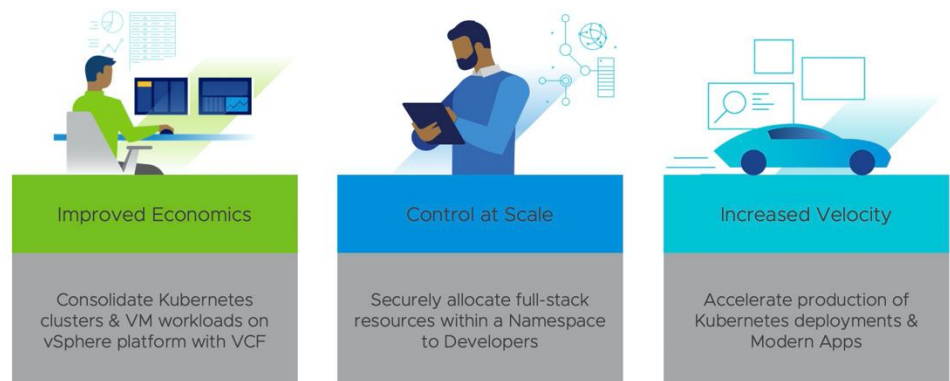 Improved Economics
Consolidate Kubernetes
clusters & VM workloads on
vSphere platform with VCF
Control at Scale
Securely allocate full-stack
resources within a Namespace
to Developers
Increased Velocity
Accelerate production of
Kubernetes deployments &
Modern Apps